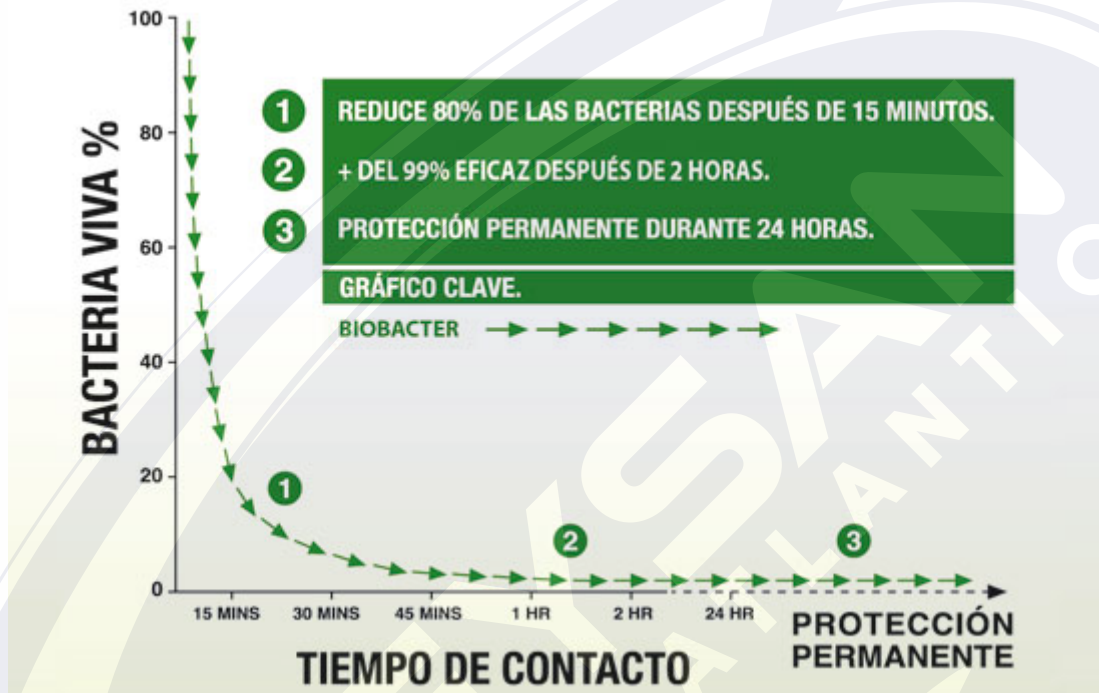 100
80
60
40
20
0
BACTERIA VIVA %
1 REDUCE 80% DE LAS BACTERIAS DESPUÉS DE 15 MINUTOS.
2 + DEL 99% EFICAZ DESPUÉS DE 2 HORAS.
3 PROTECCIÓN PERMANENTE DURANTE 24 HORAS.
GRÁFICO CLAVE.
BIOBACTER
1
2
3
15 MINS 30 MINS 45 MINS 1 HR 2 HR 24 HR
PROTECCIÓN
PERMANENTE
TIEMPO DE CONTACTO
YSAN
ATLANTIC